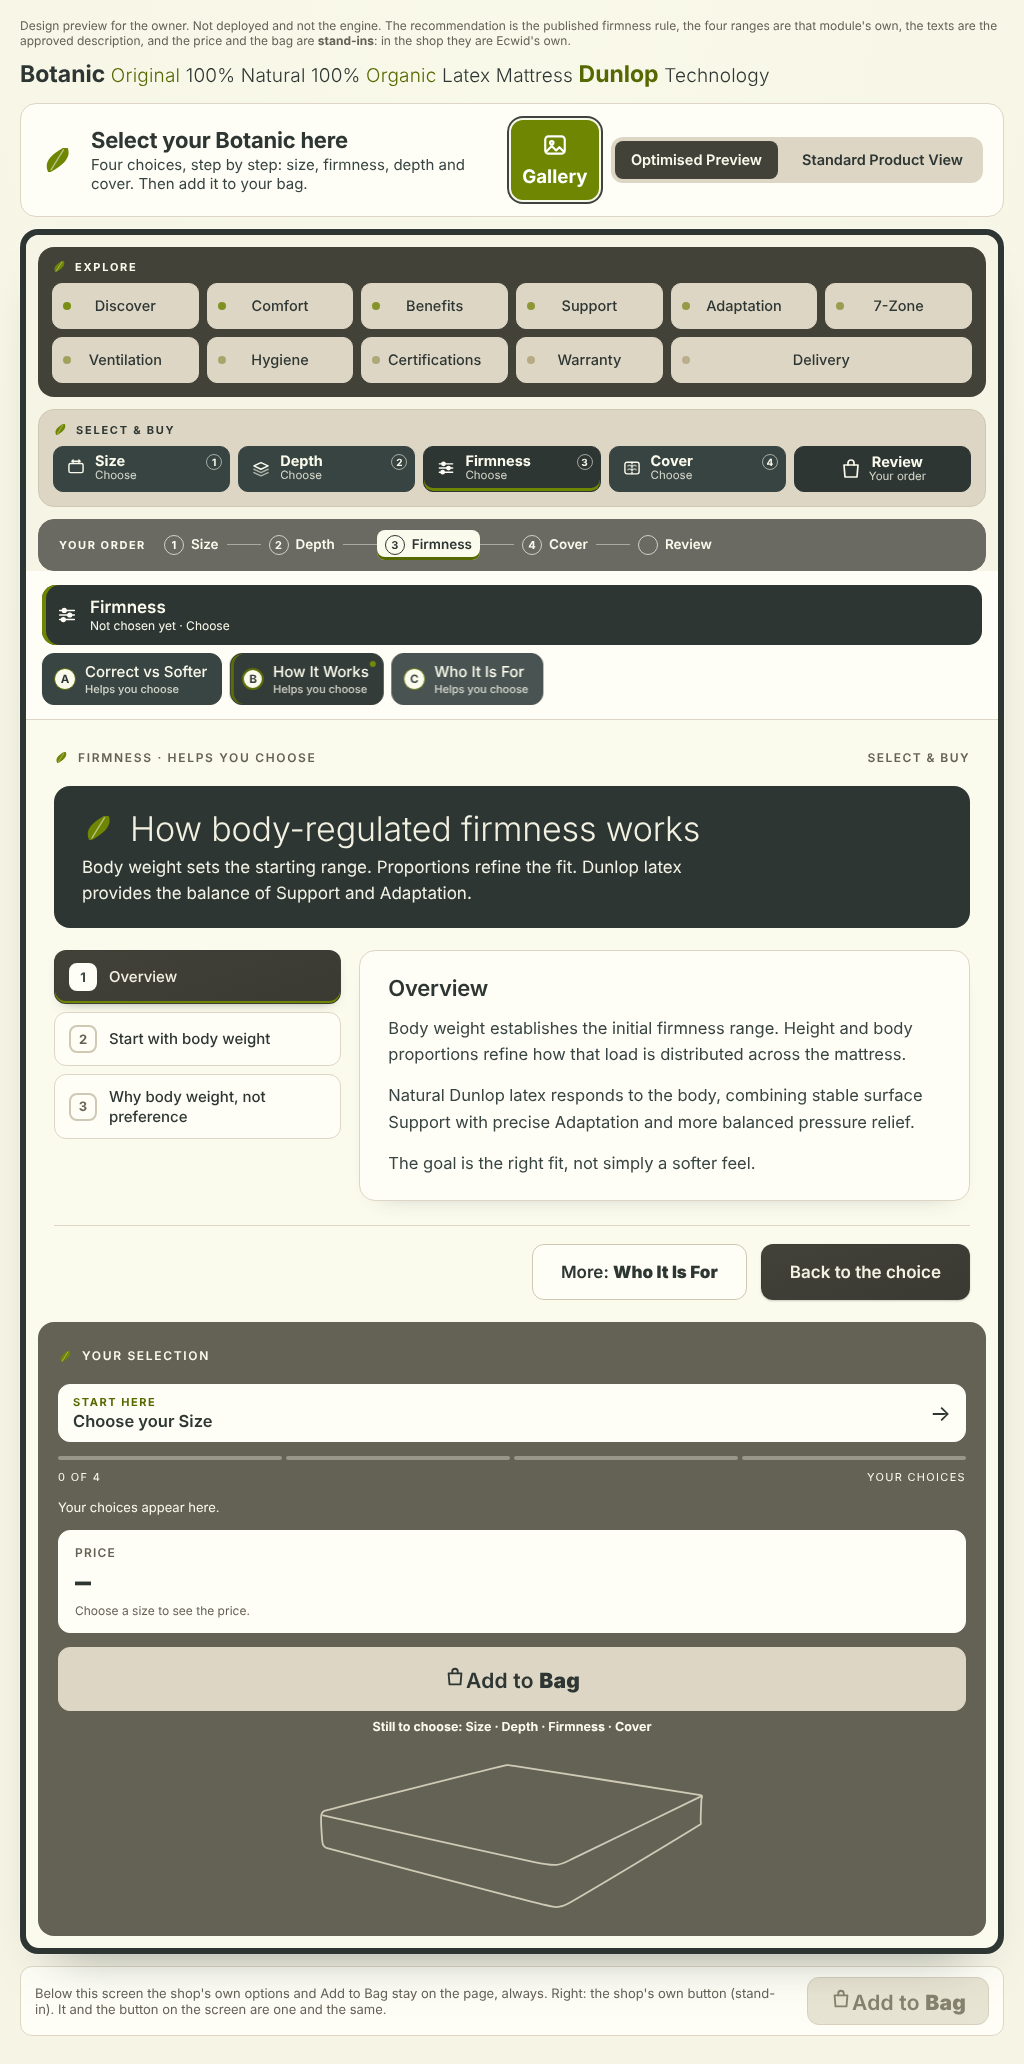 Design preview for the owner. Not deployed and not the engine. The recommendation is the published firmness rule, the four ranges are that module's own, the texts are the
approved description, and the price and the bag are stand-ins: in the shop they are Ecwid's own.
Botanic Original 100% Natural 100% Organic Latex Mattress Dunlop Technology
Select your Botanic here
Four choices, step by step: size, firmness, depth and
cover. Then add it to your bag.
Gallery
Optimised Preview
Standard Product View
EXPLORE
Discover
Comfort
Benefits
Support
Adaptation
7-Zone
Ventilation
Hygiene
Certifications
Warranty
Delivery
SELECT & BUY
Size
Choose
1
Depth
Choose
2
Firmness
Choose
3
Cover
Choose
4
Review
Your order
YOUR ORDER
1 Size
2 Depth
3 Firmness
4 Cover
Review
Firmness
Not chosen yet · Choose
A
Correct vs Softer
Helps you choose
B
How It Works
Helps you choose
C
Who It Is For
Helps you choose
FIRMNESS · HELPS YOU CHOOSE
SELECT & BUY
How body-regulated firmness works
Body weight sets the starting range. Proportions refine the fit. Dunlop latex
provides the balance of Support and Adaptation.
1 Overview
2 Start with body weight
3 Why body weight, not
preference
Overview
Body weight establishes the initial firmness range. Height and body
proportions refine how that load is distributed across the mattress.
Natural Dunlop latex responds to the body, combining stable surface
Support with precise Adaptation and more balanced pressure relief.
The goal is the right fit, not simply a softer feel.
More: Who It Is For
Back to the choice
YOUR SELECTION
START HERE
Choose your Size
0 OF 4
YOUR CHOICES
Your choices appear here.
PRICE
–
Choose a size to see the price.
Add to Bag
Still to choose: Size · Depth · Firmness · Cover
Below this screen the shop's own options and Add to Bag stay on the page, always. Right: the shop's own button (stand-
in). It and the button on the screen are one and the same.
Add to Bag